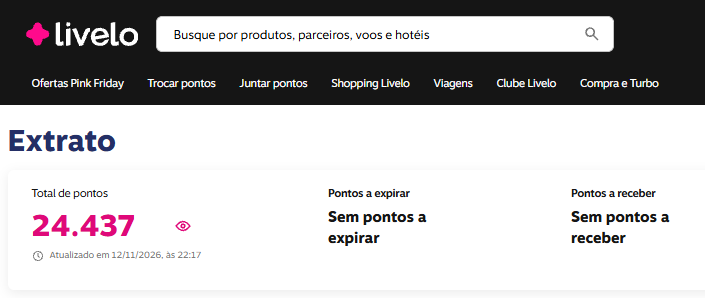 livelo
Busque por produtos, parceiros, voos e hotéis
Ofertas Pink Friday
Trocar pontos
Juntar pontos
Shopping Livelo
Viagens
Clube Livelo
Compra e Turbo
Extrato
Total de pontos
24.437
Atualizado em 12/11/2026, às 22:17
Pontos a expirar
Sem pontos a
expirar
Pontos a receber
Sem pontos a
receber